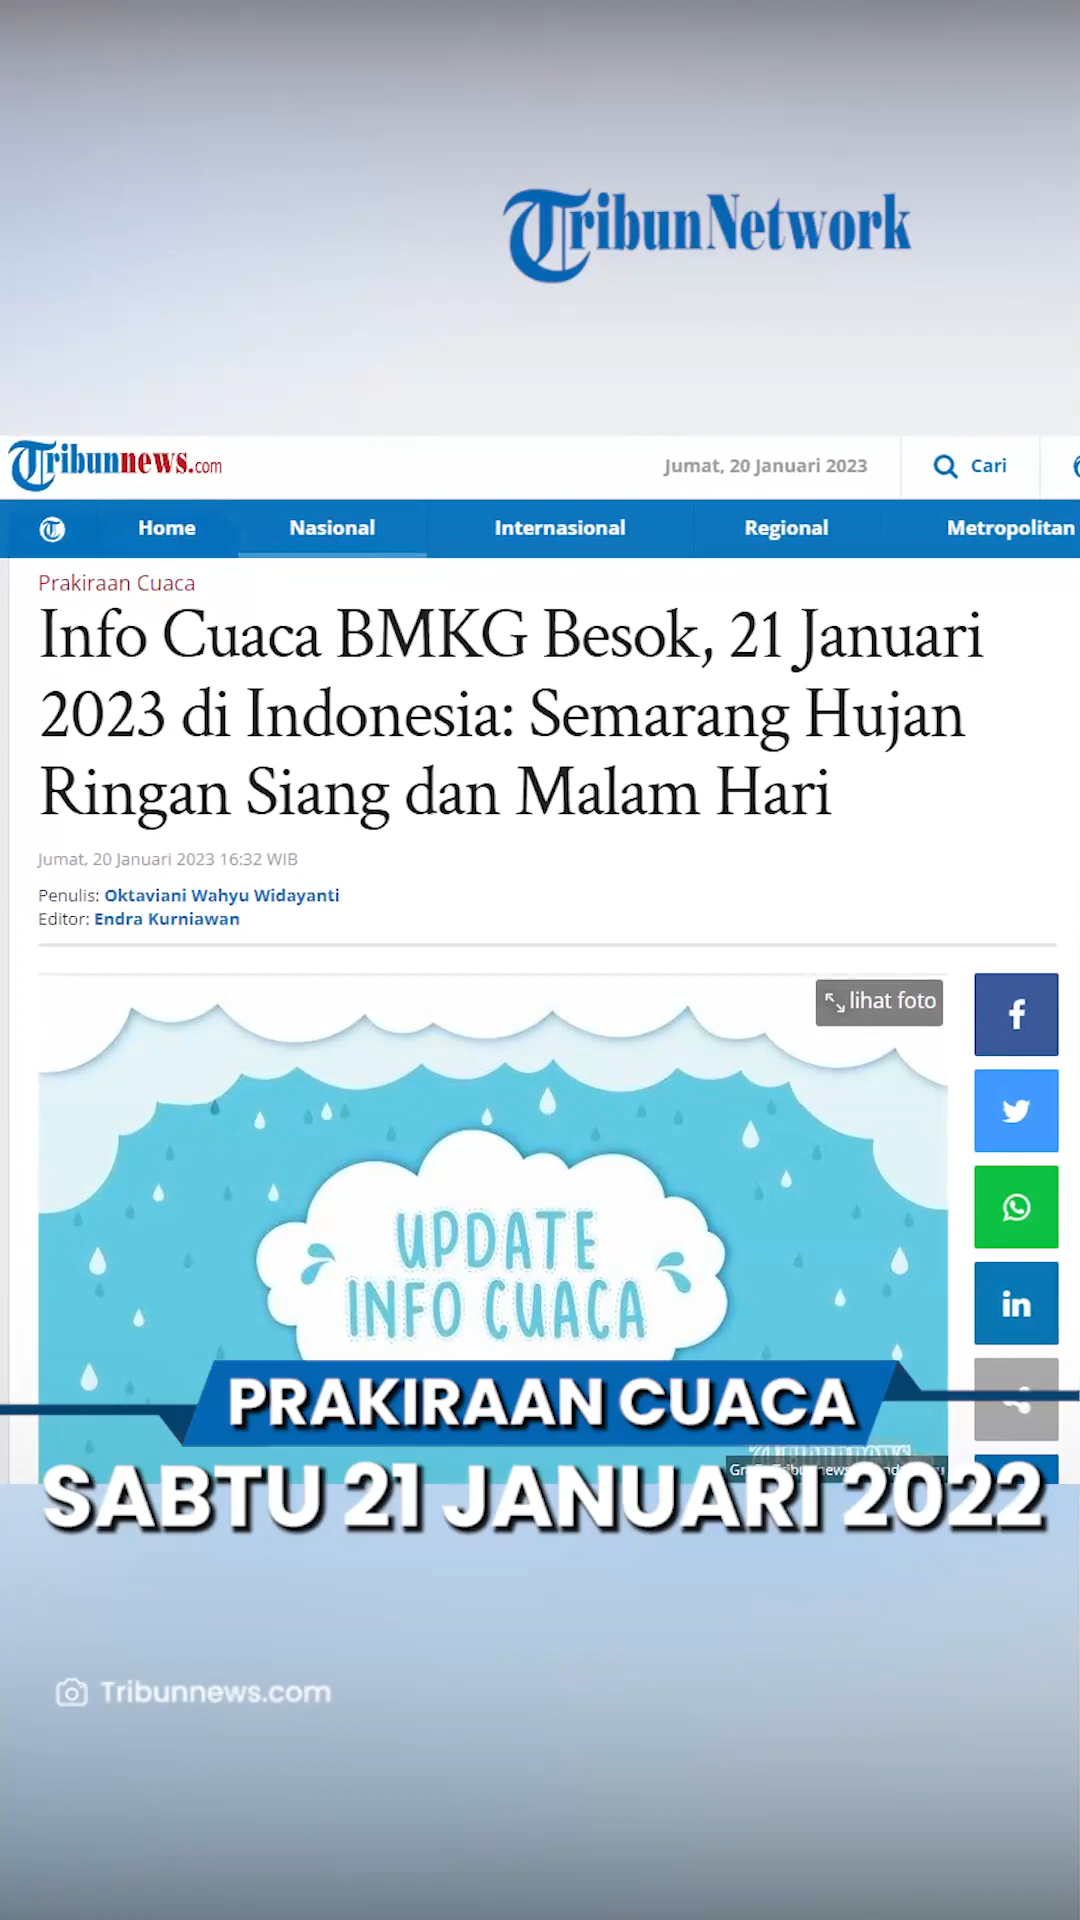 Tribun Network
Tribunnews.com
Jumat, 20 Januari 2023
Cari
Home
Nasional
Internasional
Regional
Metropolitan
Prakiraan Cuaca
Info Cuaca BMKG Besok, 21 Januari
2023 di Indonesia: Semarang Hujan
Ringan Siang dan Malam Hari
Jumat, 20 Januari 2023 16:32 WIB
Penulis: Oktaviani Wahyu Widayanti
Editor: Endra Kurniawan
lihat foto
UPDATE
INFO CUACA
PRAKIRAAN CUACA
SABTU 21 JANUARI 2022
Tribunnews.com